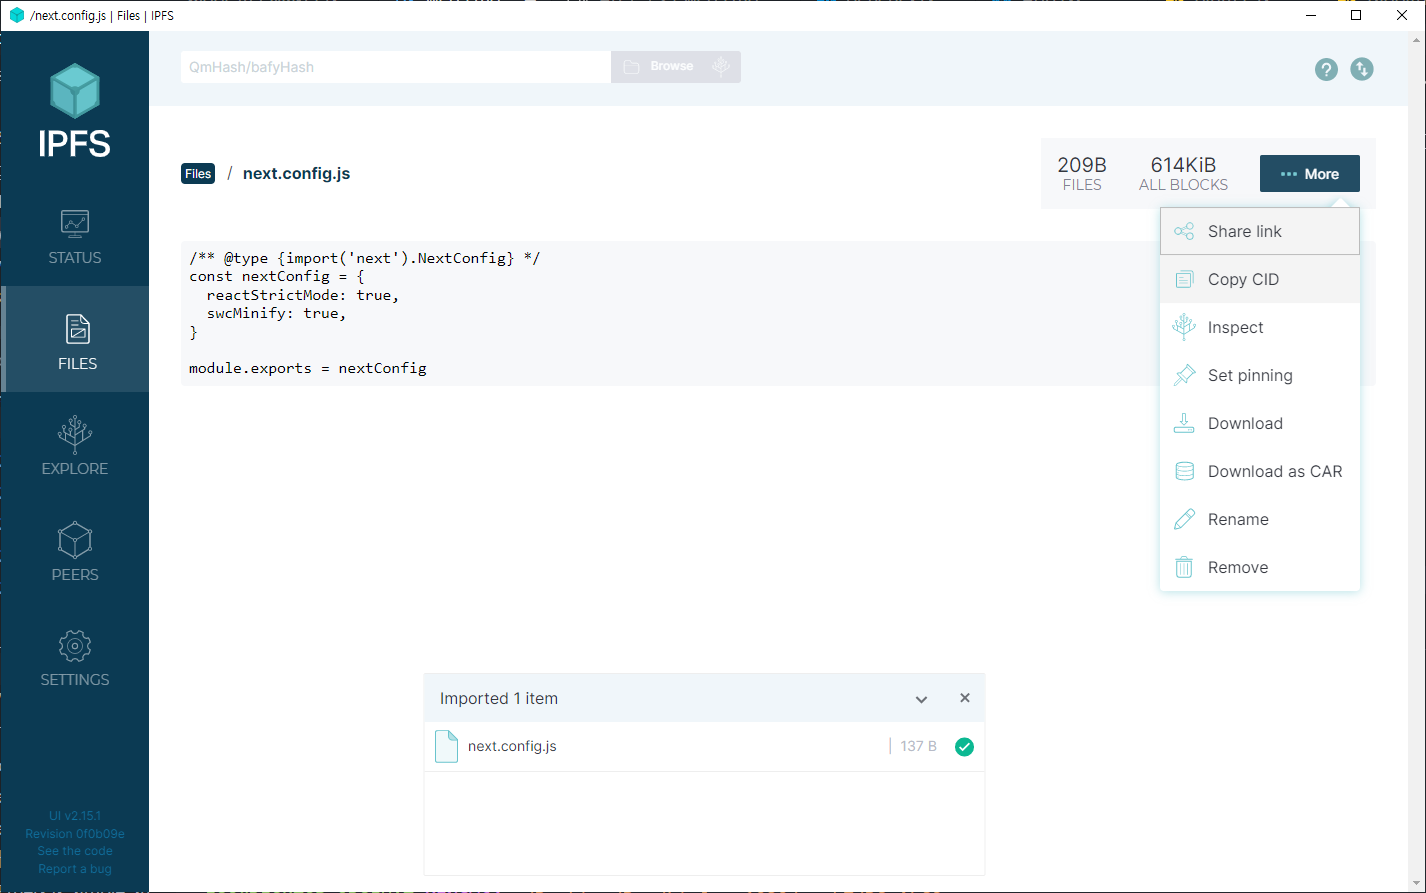 /next.config.js | Files | IPFS
QmHash/bafyHash
Browse
IPFS
STATUS
FILES
EXPLORE
PEERS
SETTINGS
UI v2.15.1
Revision 0f0b09e
See the code
Report a bug
Files / next.config.js
209B
FILES
614KiB
ALL BLOCKS
••• More
/** @type {import('next').NextConfig} */
const nextConfig = {
  reactStrictMode: true,
  swcMinify: true,
}
module.exports = nextConfig
Share link
Copy CID
Inspect
Set pinning
Download
Download as CAR
Rename
Remove
Imported 1 item
next.config.js | 137 B